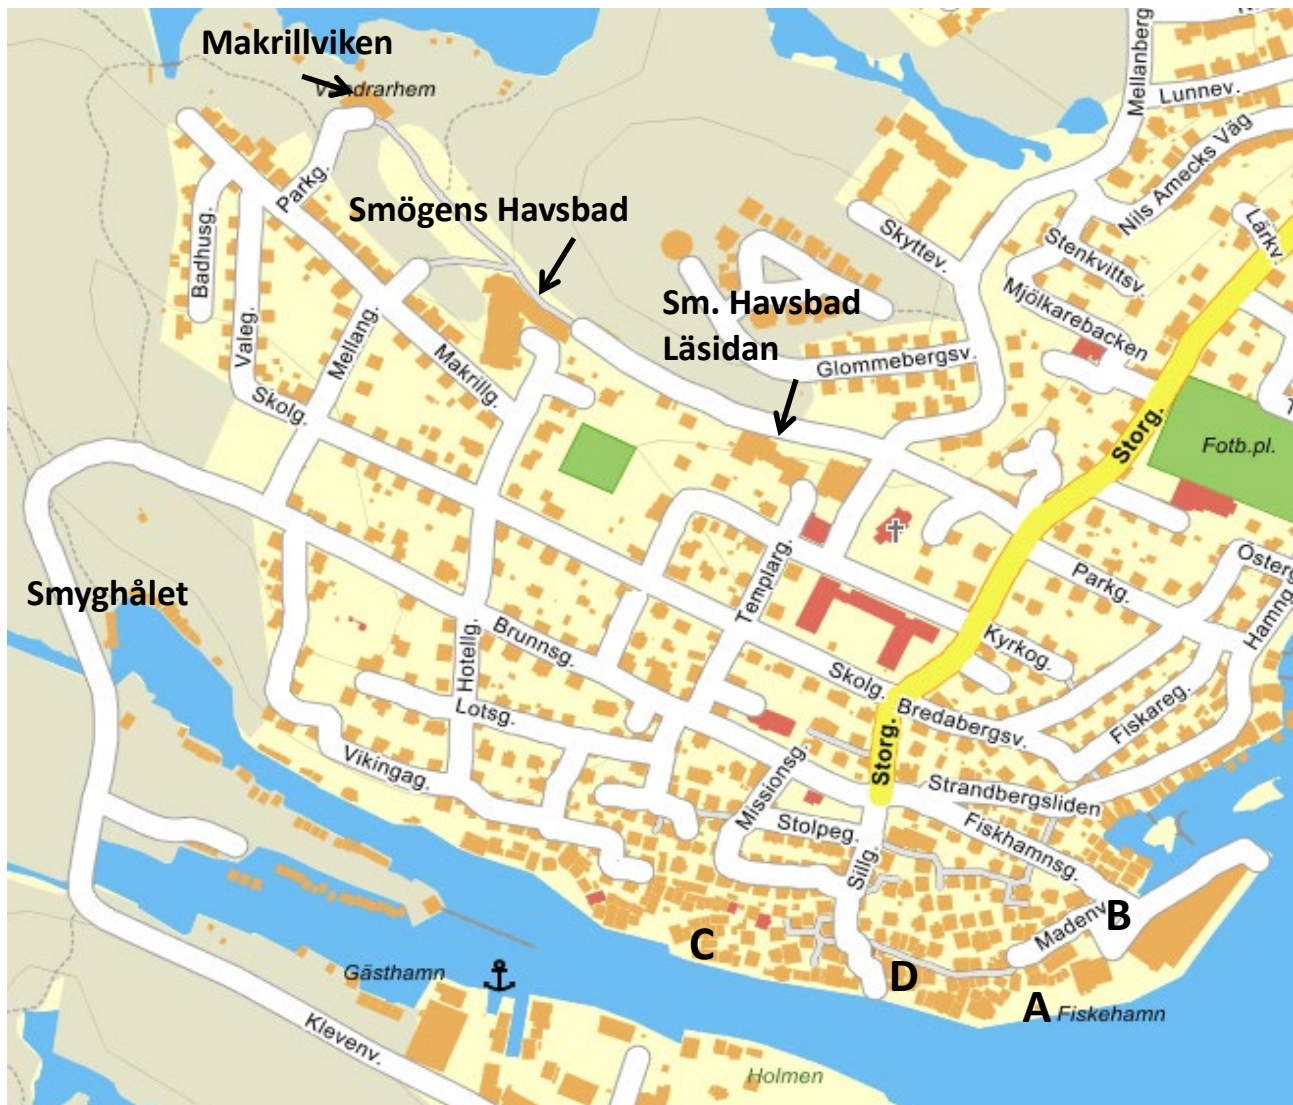 Makrillviken
Vandrarhem
Mellanberg
Lunnev.
Nils Amecks Väg
Lärkv.
Parkg.
Smögens Havsbad
Badhusg.
Skyttev.
Stenkvittsv.
Mjölkarebacken
Sm. Havsbad
Läsidan
Valeg.
Mellang.
Makrillg.
Glommebergsv.
Skolg.
Storg.
Fotb.pl.
Smyghålet
Templarg.
Parkg.
Österg
Hamng.
Brunnsg.
Hotellg.
Kyrkog.
Skolg.
Bredabergsv.
Fiskareg.
Lotsg.
Storg.
Vikingag.
Missionsg.
Strandbergsliden
Stolpeg.
Fiskhamnsg.
Sillg.
Madenv.
B
C
D
A
Fiskehamn
Gästhamn
Klevenv.
Holmen